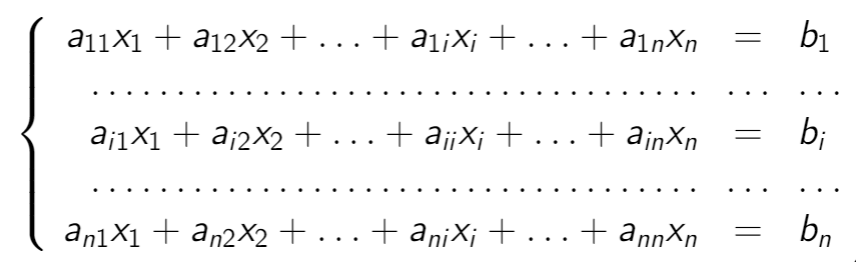 a₁₁x₁ + a₁₂x₂ + … + a₁ᵢxᵢ + … + a₁ₙxₙ = b₁
.................................... ... ...
aᵢ₁x₁ + aᵢ₂x₂ + … + aᵢᵢxᵢ + … + aᵢₙxₙ = bᵢ
.................................... ... ...
aₙ₁x₁ + aₙ₂x₂ + … + aₙᵢxᵢ + … + aₙₙxₙ = bₙ